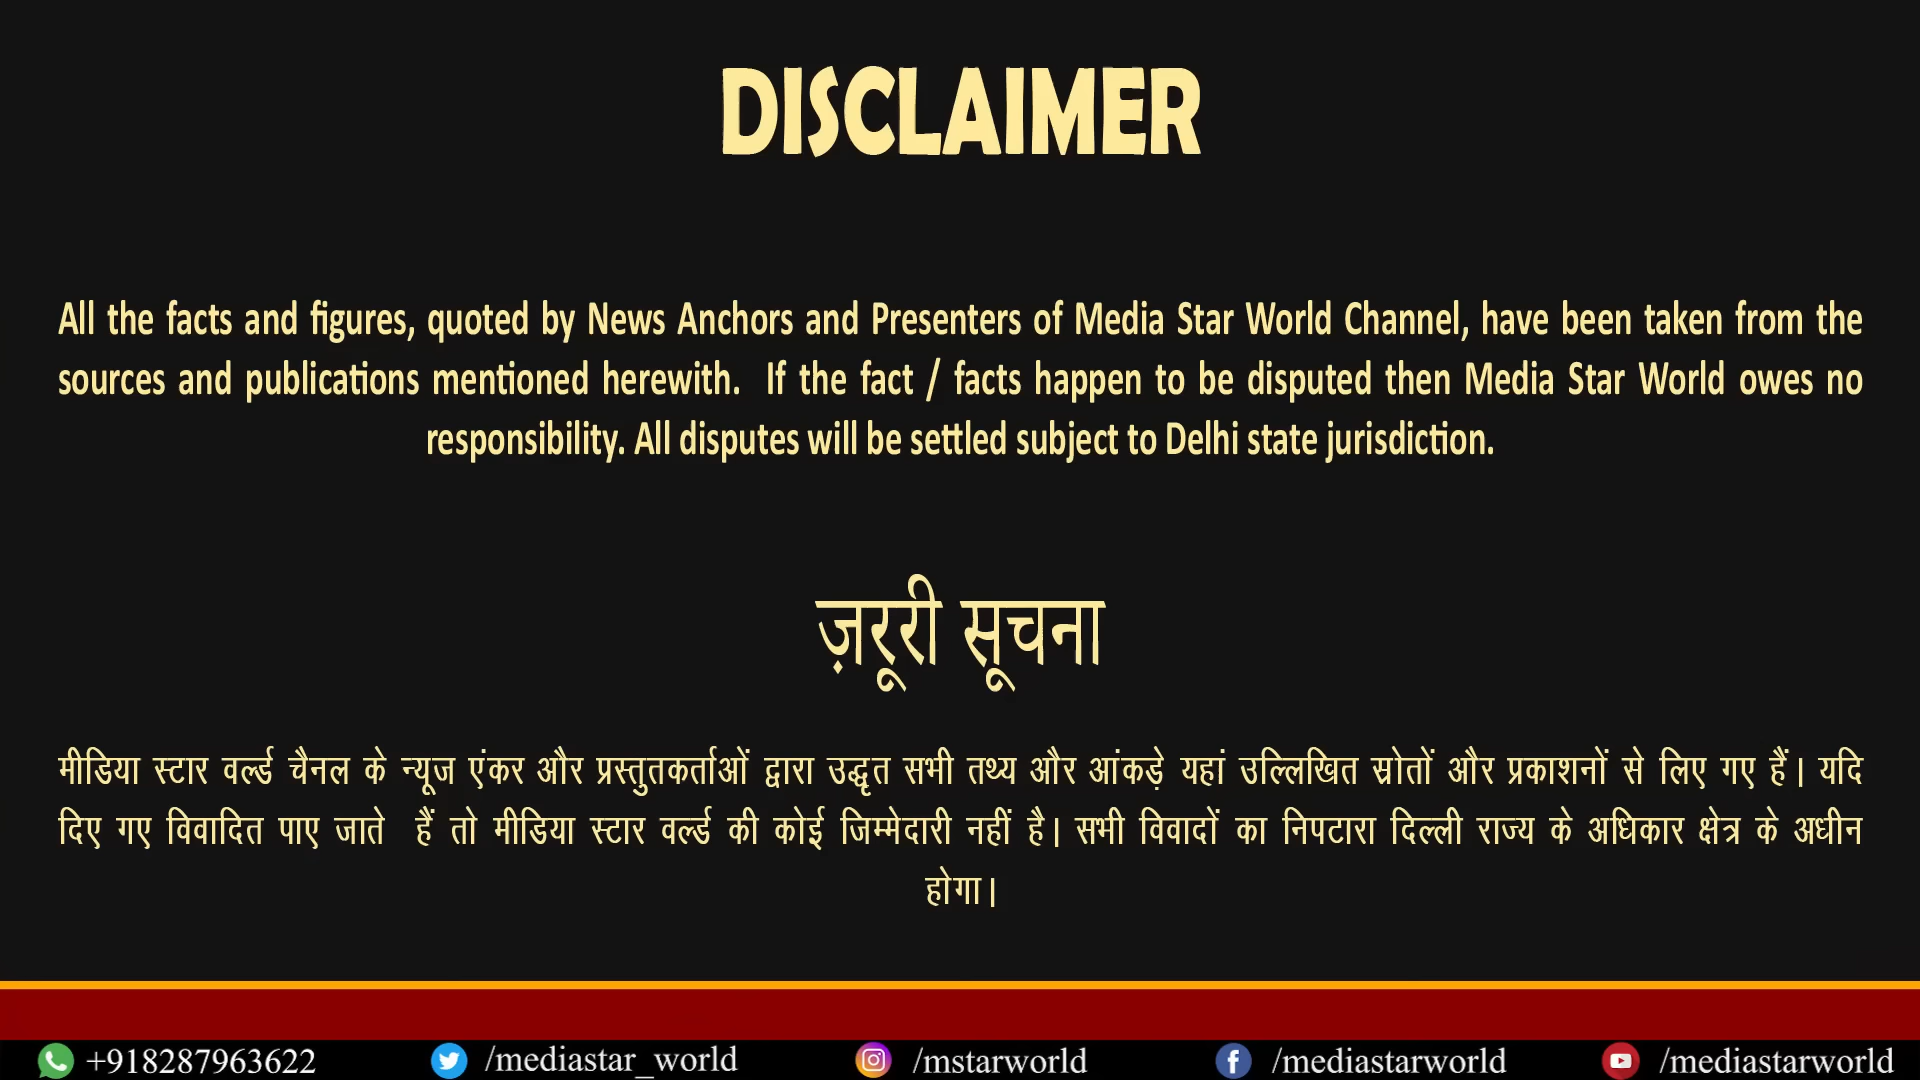 DISCLAIMER
All the facts and figures, quoted by News Anchors and Presenters of Media Star World Channel, have been taken from the
sources and publications mentioned herewith. If the fact / facts happen to be disputed then Media Star World owes no
responsibility. All disputes will be settled subject to Delhi state jurisdiction.
ज़रूरी सूचना
मीडिया स्टार वर्ल्ड चैनल के न्यूज एंकर और प्रस्तुतकर्ताओं द्वारा उद्धृत सभी तथ्य और आंकड़े यहां उल्लिखित स्रोतों और प्रकाशनों से लिए गए हैं। यदि
दिए गए विवादित पाए जाते हैं तो मीडिया स्टार वर्ल्ड की कोई जिम्मेदारी नहीं है। सभी विवादों का निपटारा दिल्ली राज्य के अधिकार क्षेत्र के अधीन
होगा।
+918287963622 /mediastar_world /mstarworld /mediastarworld /mediastarworld